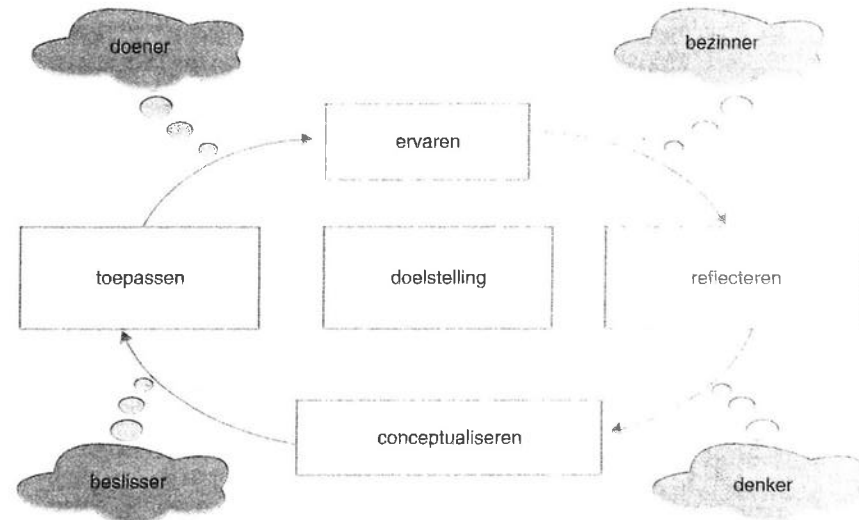 doener
bezinner
ervaren
toepassen
doelstelling
reflecteren
conceptualiseren
beslisser
denker